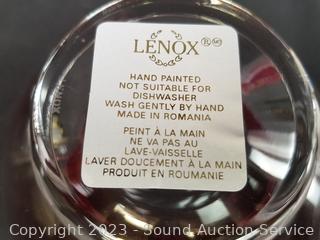 LENOX ® MD
HAND PAINTED
NOT SUITABLE FOR
DISHWASHER
WASH GENTLY BY HAND
MADE IN ROMANIA
PEINT À LA MAIN
NE VA PAS AU
LAVE-VAISSELLE
LAVER DOUCEMENT À LA MAIN
PRODUIT EN ROUMANIE
Copyright 2023 - Sound Auction Service